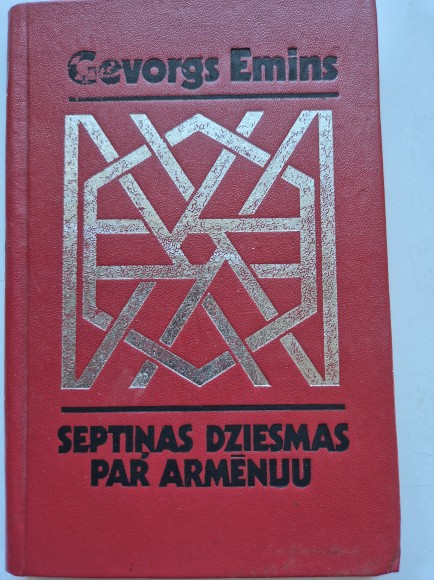 Gevorgs Emins
SEPTIŅAS DZIESMAS
PAR ARMĒNIJU